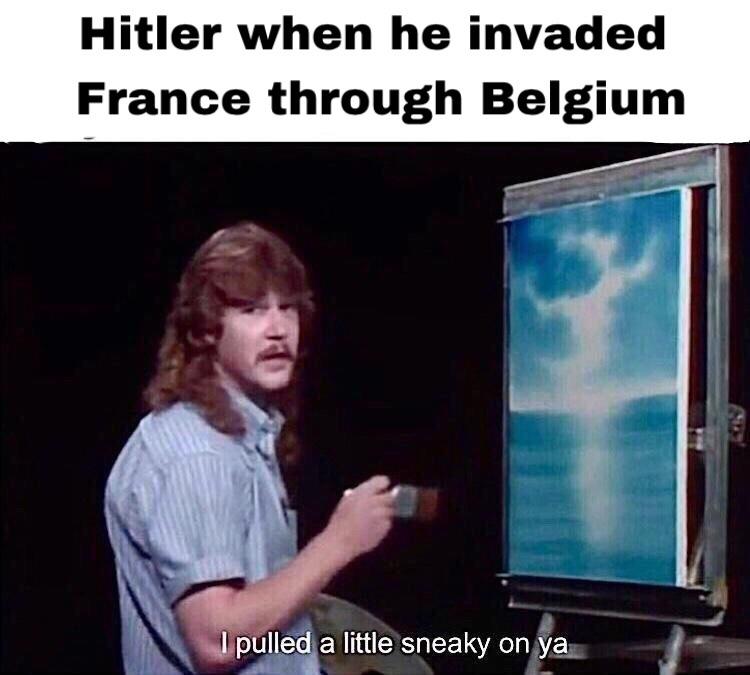 Hitler when he invaded
France through Belgium
I pulled a little sneaky on ya